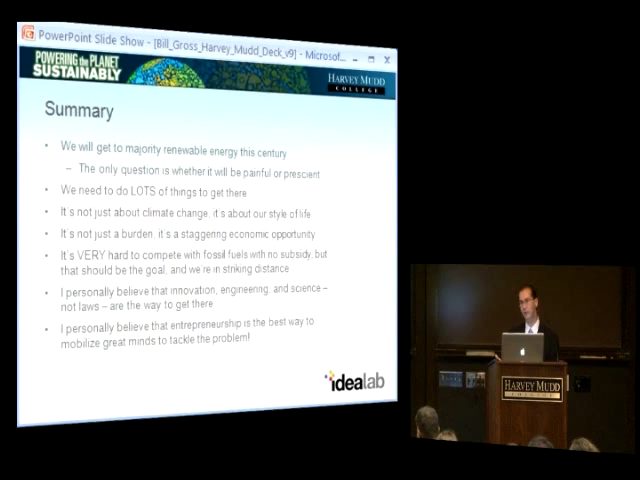 PowerPoint Slide Show - [Bill_Gross_Harvey_Mudd_Deck_v9] - Microsof...
POWERING the PLANET
SUSTAINABLY
HARVEY MUDD
COLLEGE
Summary
• We will get to majority renewable energy this century
– The only question is whether it will be painful or prescient
• We need to do LOTS of things to get there
• It's not just about climate change, it's about our style of life
• It's not just a burden, it's a staggering economic opportunity
• It's VERY hard to compete with fossil fuels with no subsidy, but
that should be the goal, and we're in striking distance
• I personally believe that innovation, engineering, and science –
not laws – are the way to get there
• I personally believe that entrepreneurship is the best way to
mobilize great minds to tackle the problem!
idealab
HARVEY MUDD
COLLEGE